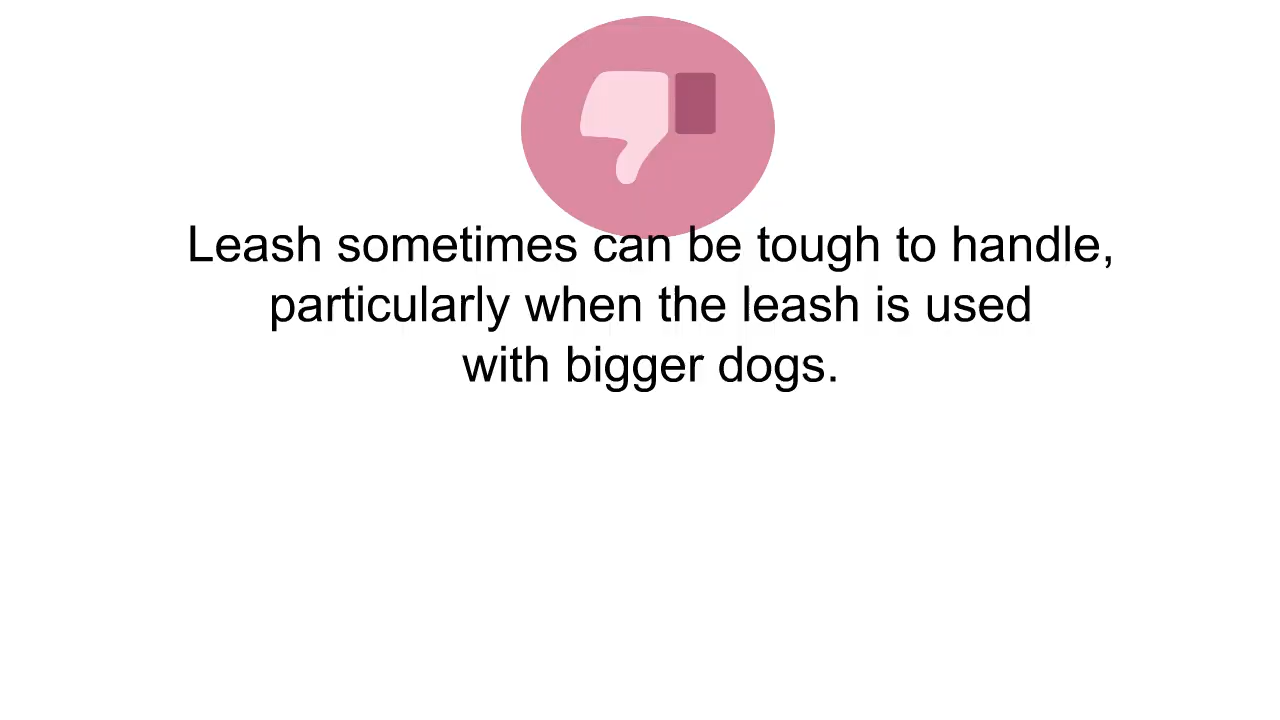 Leash sometimes can be tough to handle,
particularly when the leash is used
with bigger dogs.